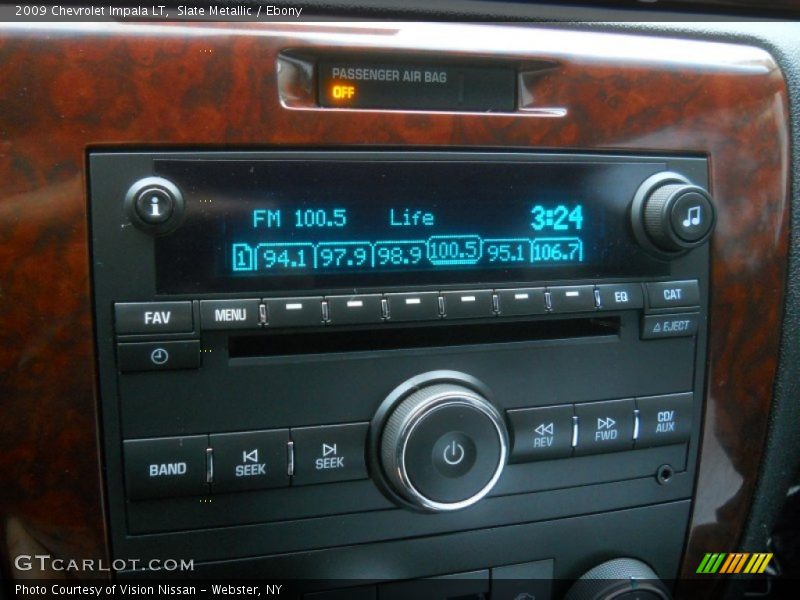 2009 Chevrolet Impala LT, Slate Metallic / Ebony
PASSENGER AIR BAG
OFF
i
FM 100.5 Life 3:24
1 94.1 97.9 98.9 100.5 95.1 106.7
FAV MENU EQ CAT
EJECT
BAND SEEK SEEK REV FWD CD/
AUX
GTCARLOT.COM
Photo Courtesy of Vision Nissan - Webster, NY